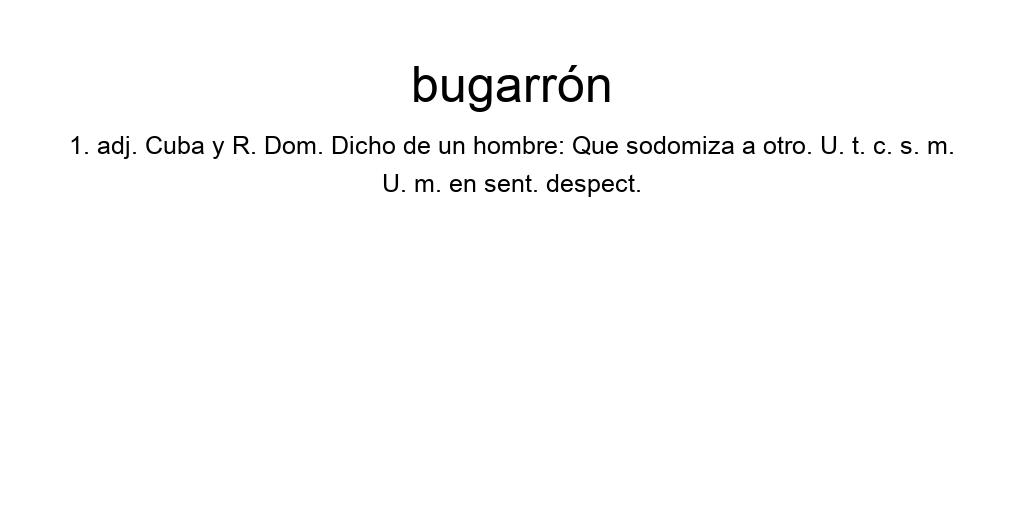 bugarrón
1. adj. Cuba y R. Dom. Dicho de un hombre: Que sodomiza a otro. U. t. c. s. m.
U. m. en sent. despect.